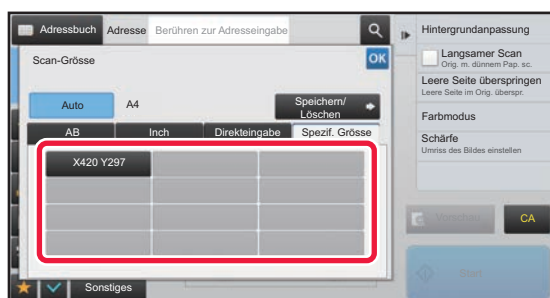 Adressbuch Adresse Berühren zur Adresseingabe
Scan-Grösse
OK
Auto A4
Speichern/
Löschen
AB Inch Direkteingabe Spezif. Grösse
X420 Y297
Sonstiges
Hintergrundanpassung
Langsamer Scan
Orig. m. dünnem Pap. sc.
Leere Seite überspringen
Leere Seite im Orig. überspr.
Farbmodus
Schärfe
Umriss des Bildes einstellen
Vorschau CA
Start